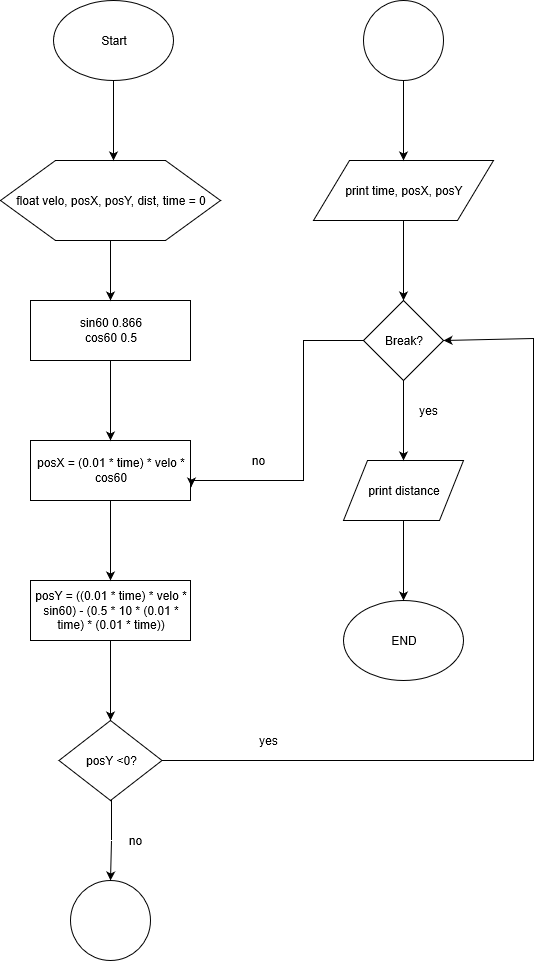 Start
float velo, posX, posY, dist, time = 0
sin60 0.866
cos60 0.5
posX = (0.01 * time) * velo *
cos60
posY = ((0.01 * time) * velo *
sin60) - (0.5 * 10 * (0.01 *
time) * (0.01 * time))
posY <0?
yes
no
print time, posX, posY
Break?
no
yes
print distance
END